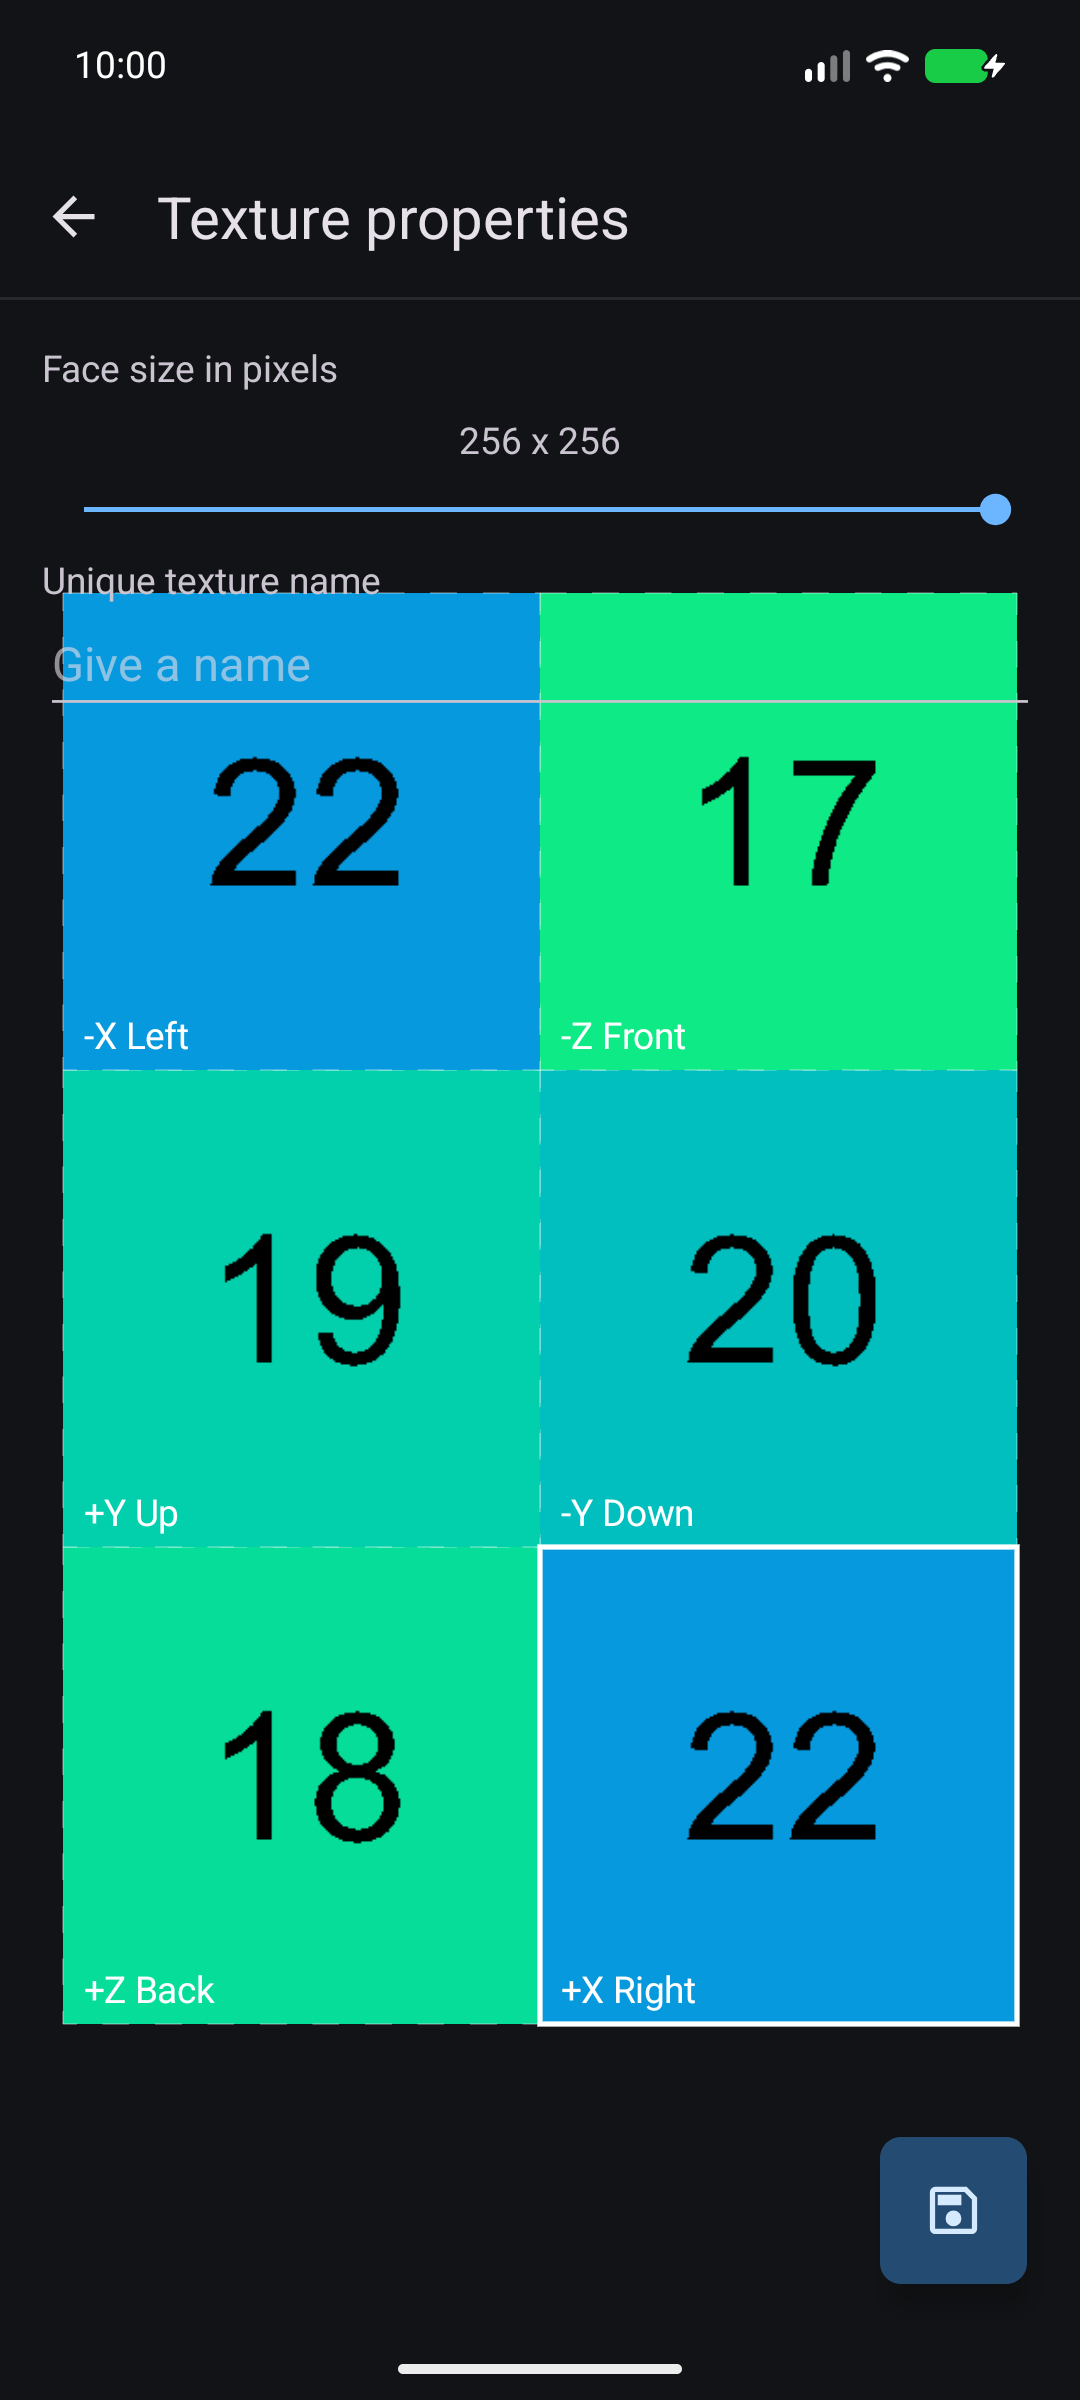 10:00
Texture properties
Face size in pixels
256 x 256
Unique texture name
Give a name
22
17
-X Left
-Z Front
19
20
+Y Up
-Y Down
18
22
+Z Back
+X Right